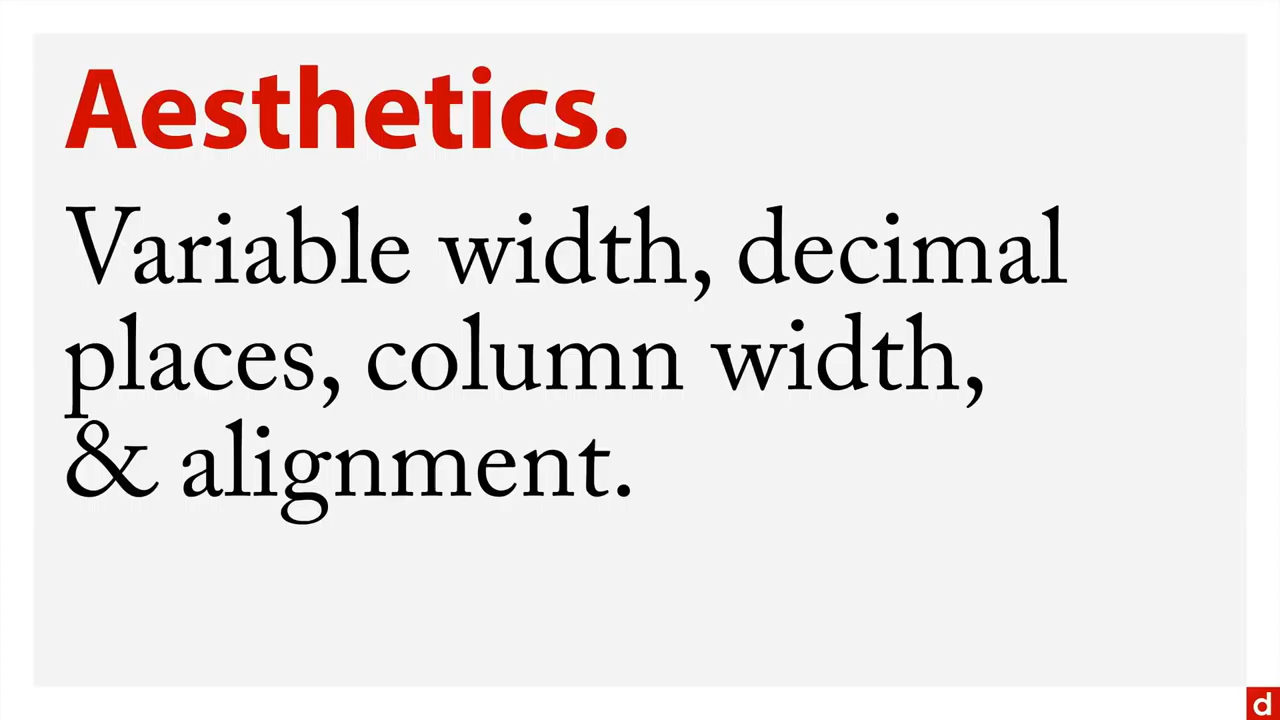 Aesthetics.
Variable width, decimal
places, column width,
& alignment.
d